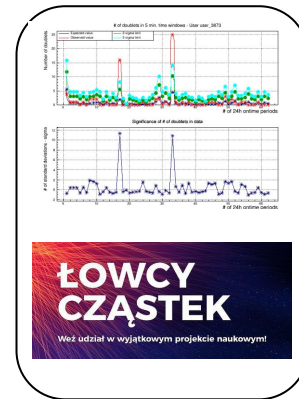 # of doublets in 5 min. time windows - User user_3673
Expected value
Observed value
Number of doublets
# of 24h ontime periods
Significance of # of doublets in data
# of standard deviations - sigma
# of 24h ontime periods
ŁOWCY
CZĄSTEK
Weź udział w wyjątkowym projekcie naukowym!